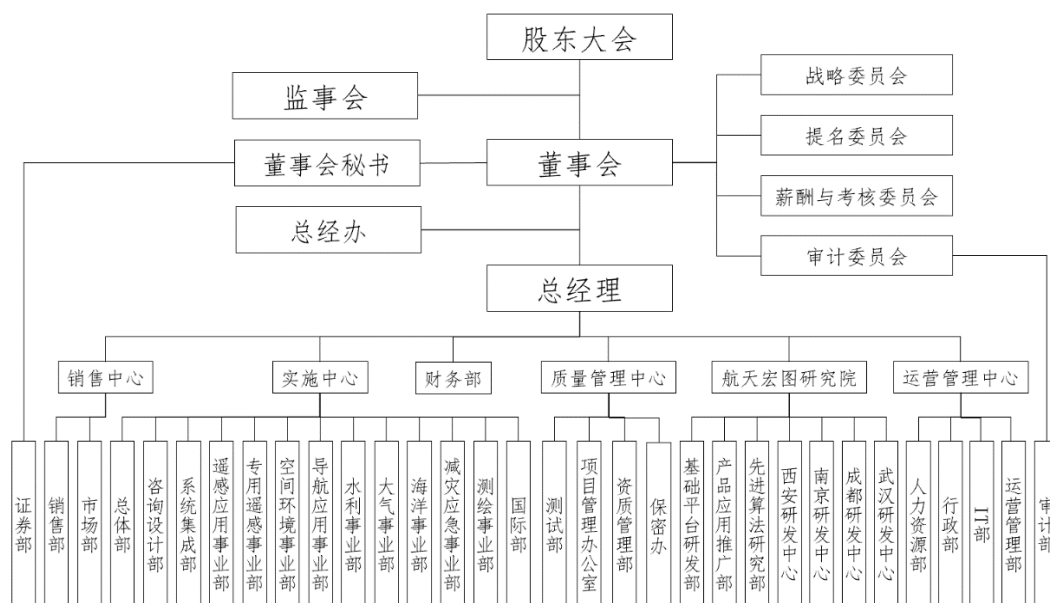 股东大会
监事会
战略委员会
提名委员会
董事会秘书
董事会
薪酬与考核委员会
总经办
审计委员会
总经理
销售中心
实施中心
财务部
质量管理中心
航天宏图研究院
运营管理中心
证券部
销售部
市场部
总体部
咨询设计部
系统集成部
遥感应用事业部
专用遥感事业部
空间环境事业部
导航应用事业部
水利事业部
大气事业部
海洋事业部
减灾应急事业部
测绘事业部
国际部
测试部
项目管理办公室
资质管理部
保密办
基础平台研发部
产品应用推广部
先进算法研究部
西安研发中心
南京研发中心
成都研发中心
武汉研发中心
人力资源部
行政部
IT部
运营管理部
审计部